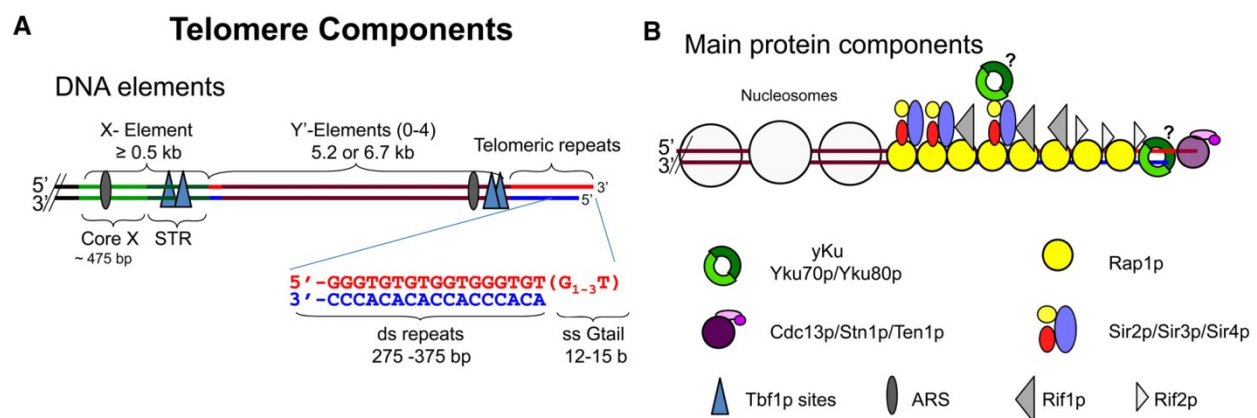 A
Telomere Components
DNA elements
X- Element
≥ 0.5 kb
Y'-Elements (0-4)
5.2 or 6.7 kb
Telomeric repeats
5'
3'
3'
5'
Core X
~ 475 bp
STR
5'-GGGTGTGTGGTGGGTGT(G1-3T)
3'-CCCACACACCACCCACA
ds repeats
275 -375 bp
ss Gtail
12-15 b
B
Main protein components
Nucleosomes
?
?
5'
3'
yKu
Yku70p/Yku80p
Rap1p
Cdc13p/Stn1p/Ten1p
Sir2p/Sir3p/Sir4p
Tbf1p sites
ARS
Rif1p
Rif2p